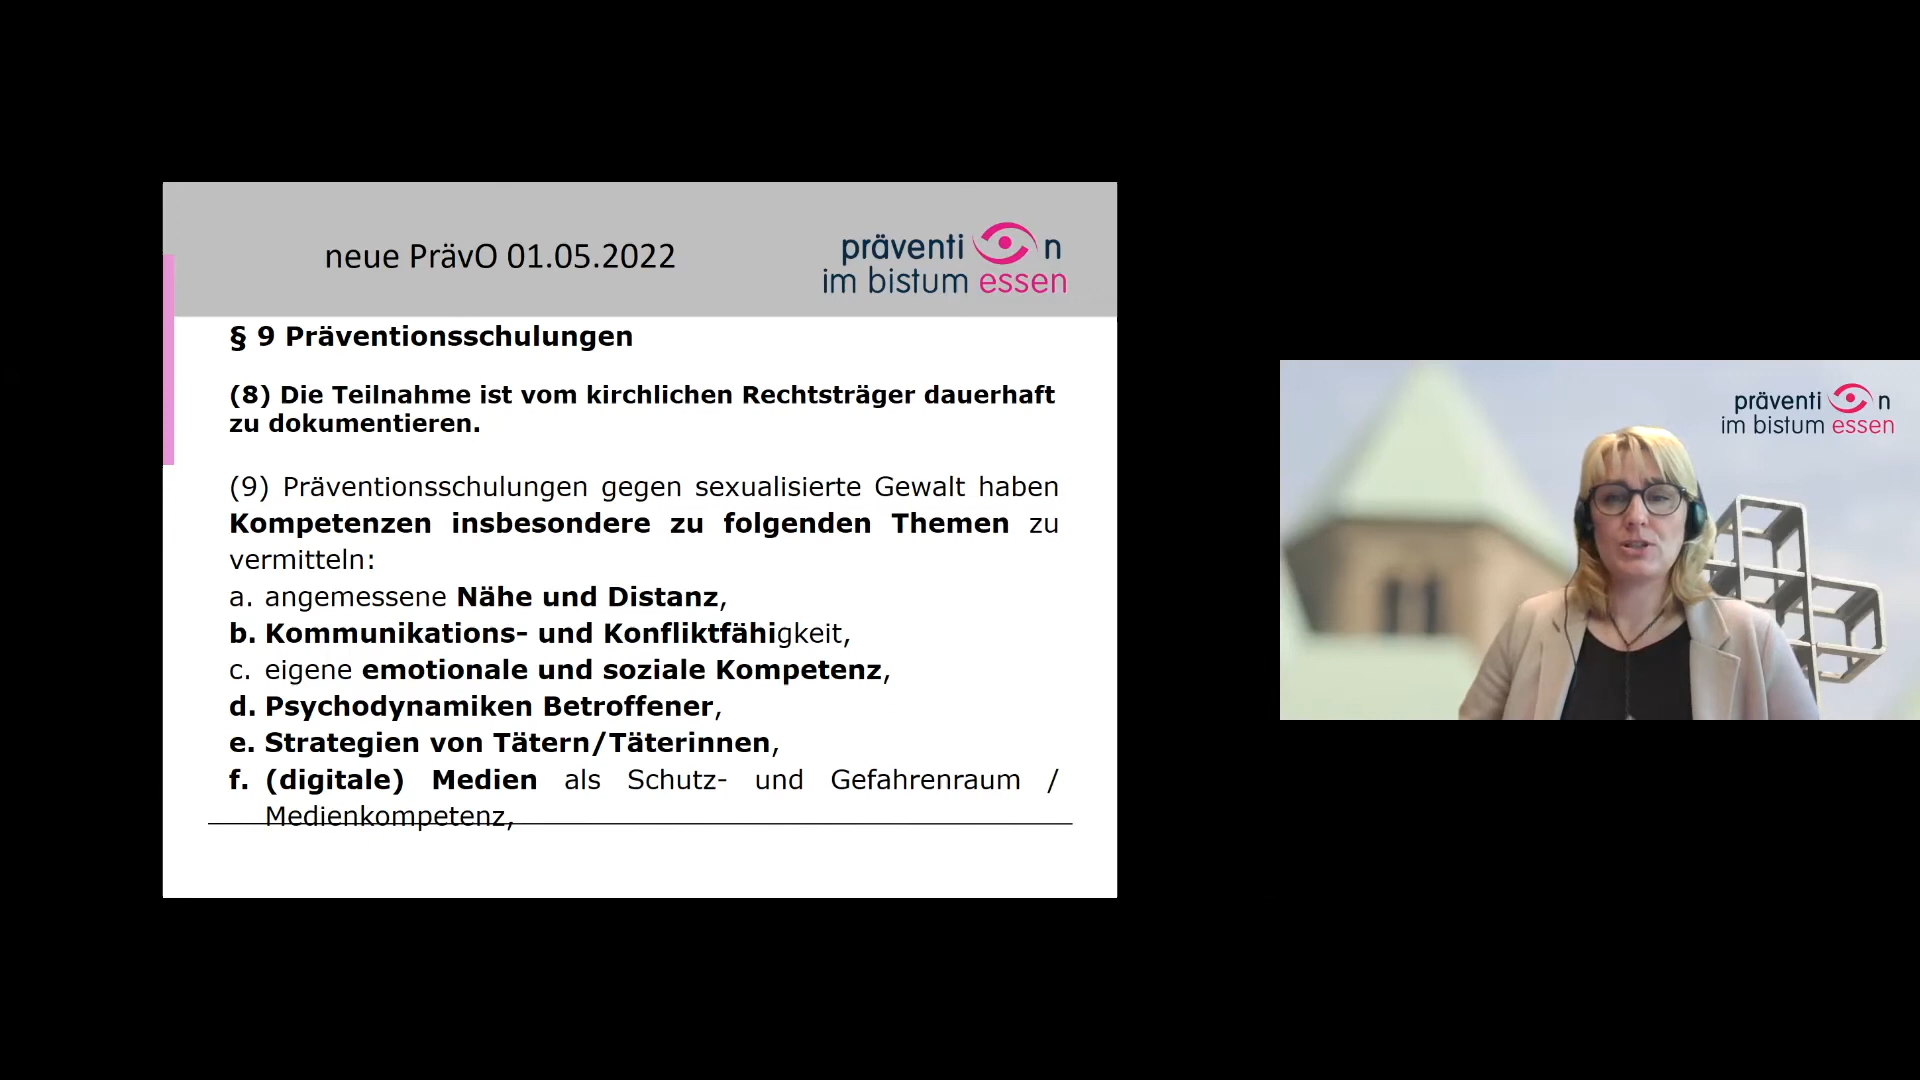 neue PrävO 01.05.2022
präventi n
im bistum essen
§ 9 Präventionsschulungen
(8) Die Teilnahme ist vom kirchlichen Rechtsträger dauerhaft
zu dokumentieren.
(9) Präventionsschulungen gegen sexualisierte Gewalt haben
Kompetenzen insbesondere zu folgenden Themen zu
vermitteln:
a. angemessene Nähe und Distanz,
b. Kommunikations- und Konfliktfähigkeit,
c. eigene emotionale und soziale Kompetenz,
d. Psychodynamiken Betroffener,
e. Strategien von Tätern/Täterinnen,
f. (digitale) Medien als Schutz- und Gefahrenraum /
Medienkompetenz,
präventi n
im bistum essen